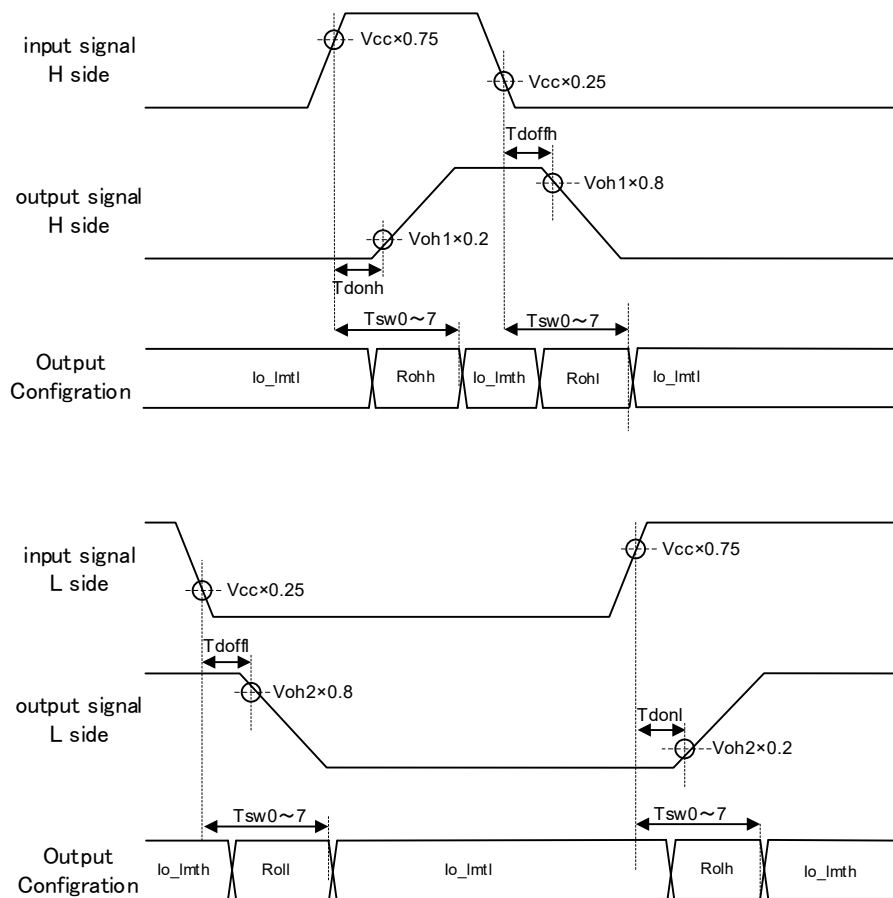 input signal
H side
Vcc×0.75
Vcc×0.25
Tdoffh
output signal
H side
Voh1×0.8
Voh1×0.2
Tdonh
Tsw0～7
Tsw0～7
Output
Configration
Io_lmtl
Rohh
Io_lmth
Rohl
Io_lmtl
input signal
L side
Vcc×0.75
Vcc×0.25
Tdoffl
output signal
L side
Voh2×0.8
Tdonl
Voh2×0.2
Tsw0～7
Tsw0～7
Output
Configration
Io_lmth
Roll
Io_lmtl
Rolh
Io_lmth